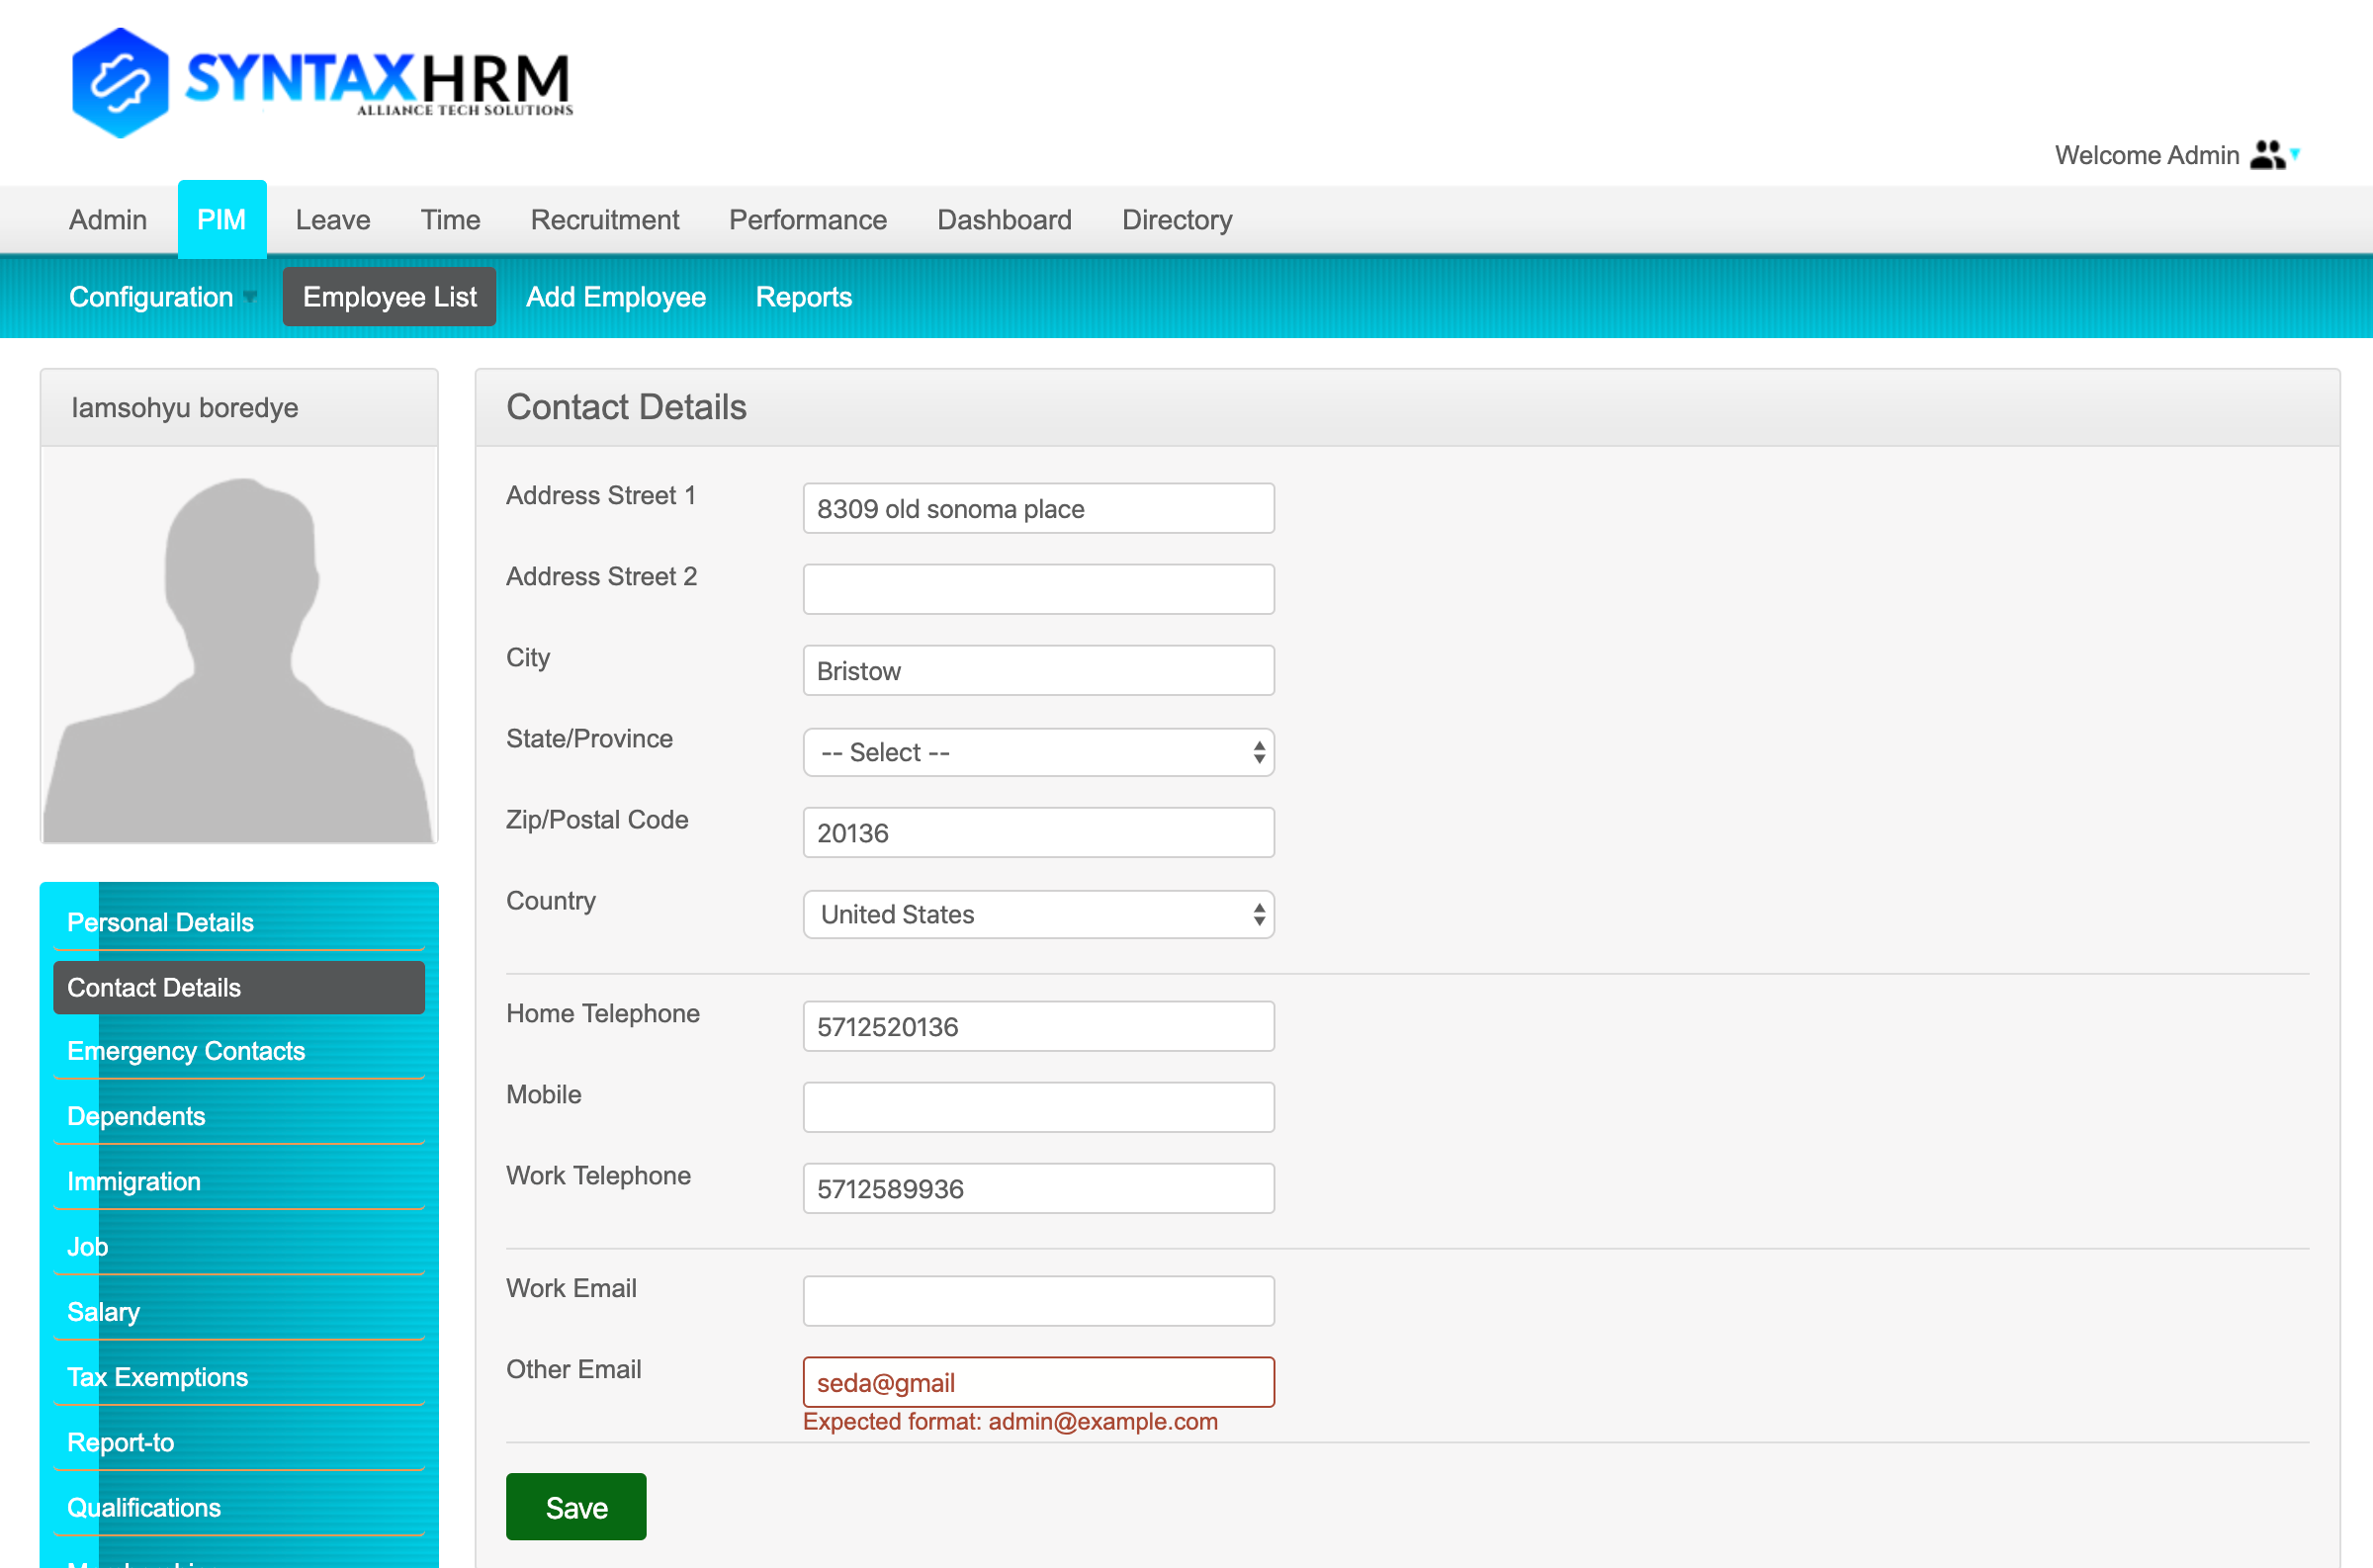 SYNTAXHRM
ALLIANCE TECH SOLUTIONS
Welcome Admin
Admin PIM Leave Time Recruitment Performance Dashboard Directory
Configuration Employee List Add Employee Reports
lamsohyu boredye
Personal Details
Contact Details
Emergency Contacts
Dependents
Immigration
Job
Salary
Tax Exemptions
Report-to
Qualifications
Contact Details
Address Street 1 8309 old sonoma place
Address Street 2
City Bristow
State/Province -- Select --
Zip/Postal Code 20136
Country United States
Home Telephone 5712520136
Mobile
Work Telephone 5712589936
Work Email
Other Email seda@gmail
Expected format: admin@example.com
Save